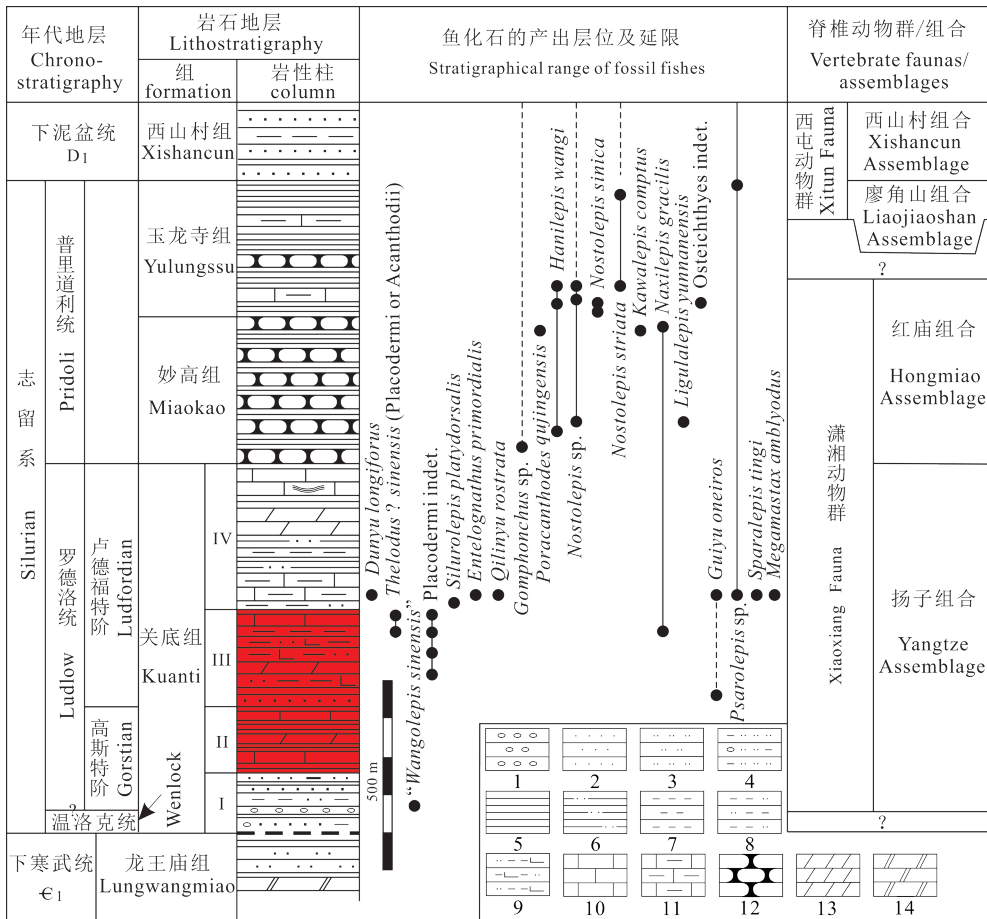 年代地层
Chrono-
stratigraphy
岩石地层
Lithostratigraphy
组
formation
岩性柱
column
鱼化石的产出层位及延限
Stratigraphical range of fossil fishes
脊椎动物群/组合
Vertebrate faunas/
assemblages
下泥盆统
D1
西山村组
Xishancun
西屯动物群
Xitun Fauna
西山村组合
Xishancun
Assemblage
廖角山组合
Liaojiaoshan
Assemblage
?
志留系
Silurian
普里道利统
Pridoli
玉龙寺组
Yulungssu
妙高组
Miaokao
罗德洛统
Ludlow
卢德福特阶
Ludfordian
高斯特阶
Gorstian
关底组
Kuanti
IV
III
II
I
?
温洛克统
Wenlock
下寒武统
€1
龙王庙组
Lungwangmiao
Dunyu longiforus
Thelodus ? sinensis (Placodermi or Acanthodii)
"Wangolepis sinensis"
Placodermi indet.
Silurolepis platydorsalis
Entelognathus primordialis
Qilinyu rostrata
Gomphonchus sp.
Poracanthodes qujingensis
Hanilepis wangi
Nostolepis sp.
Nostolepis sinica
Nostolepis striata
Kawalepis comptus
Naxilepis gracilis
Ligulalepis yunnanensis
Osteichthyes indet.
Guiyu oneiros
Psarolepis sp.
Sparalepis tingi
Megamastax amblyodus
500 m
潇湘动物群
Xiaoxiang Fauna
红庙组合
Hongmiao
Assemblage
扬子组合
Yangtze
Assemblage
?
1
2
3
4
5
6
7
8
9
10
11
12
13
14